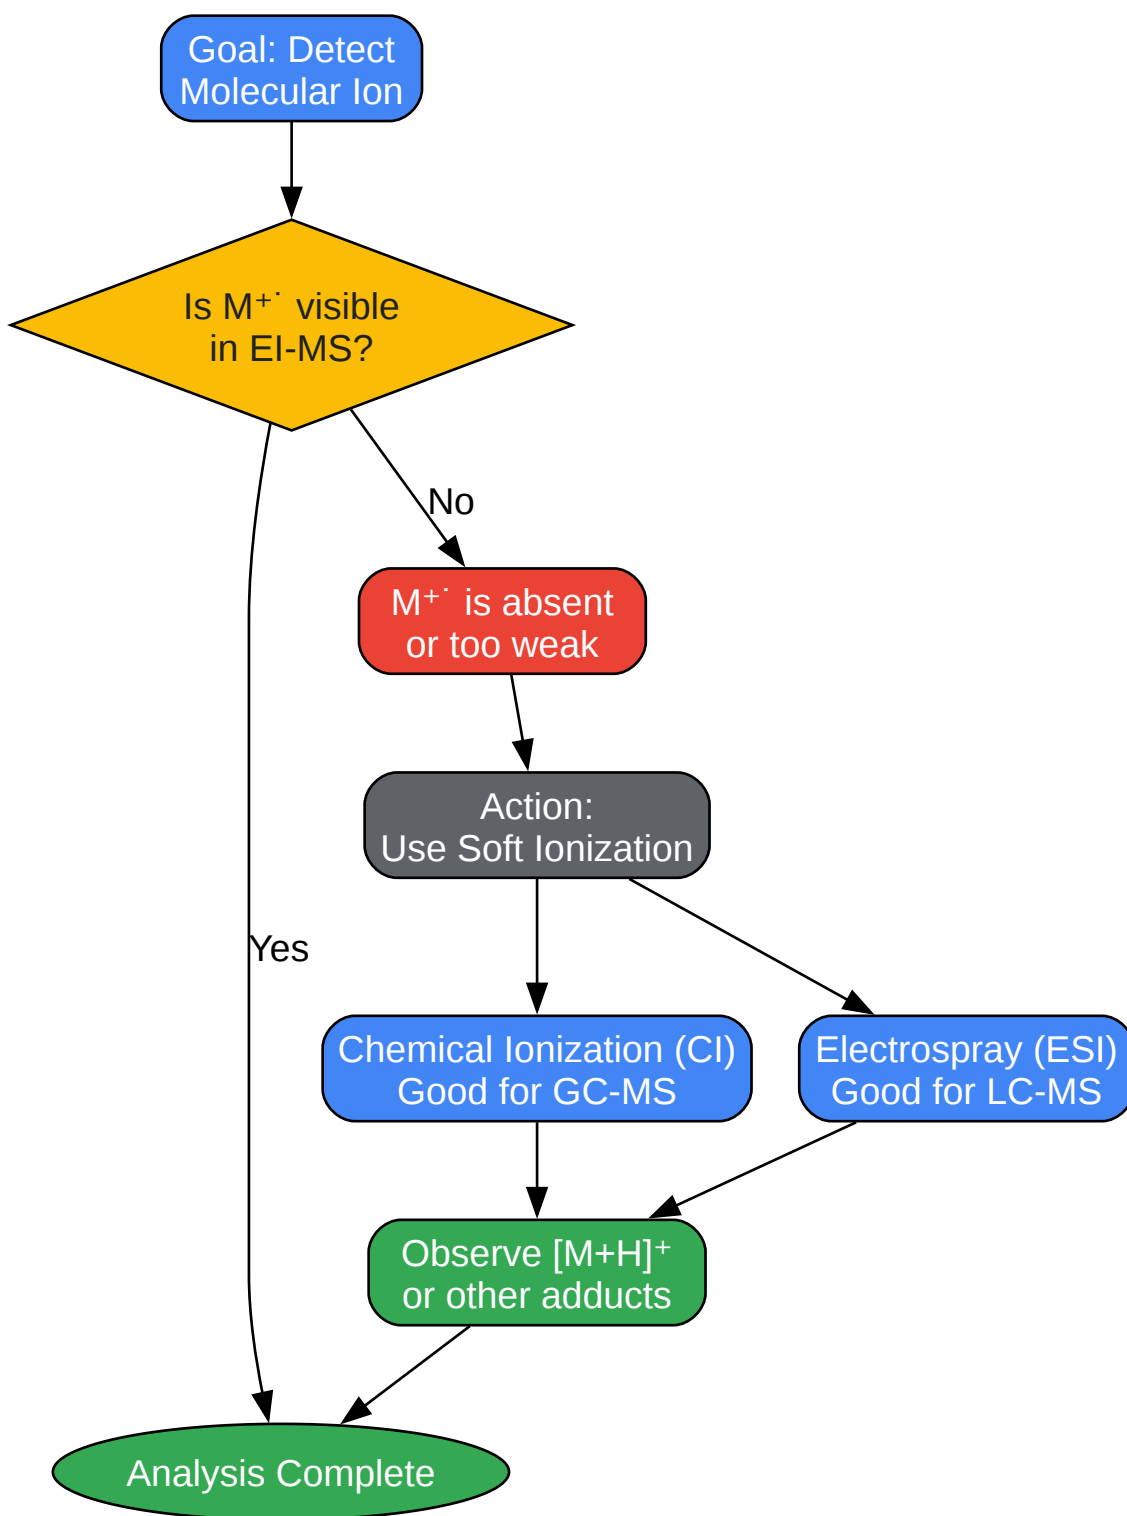 Goal: Detect
Molecular Ion
Is M⁺˙ visible
in EI-MS?
No
M⁺˙ is absent
or too weak
Action:
Use Soft Ionization
Yes
Chemical Ionization (CI)
Good for GC-MS
Electrospray (ESI)
Good for LC-MS
Observe [M+H]⁺
or other adducts
Analysis Complete